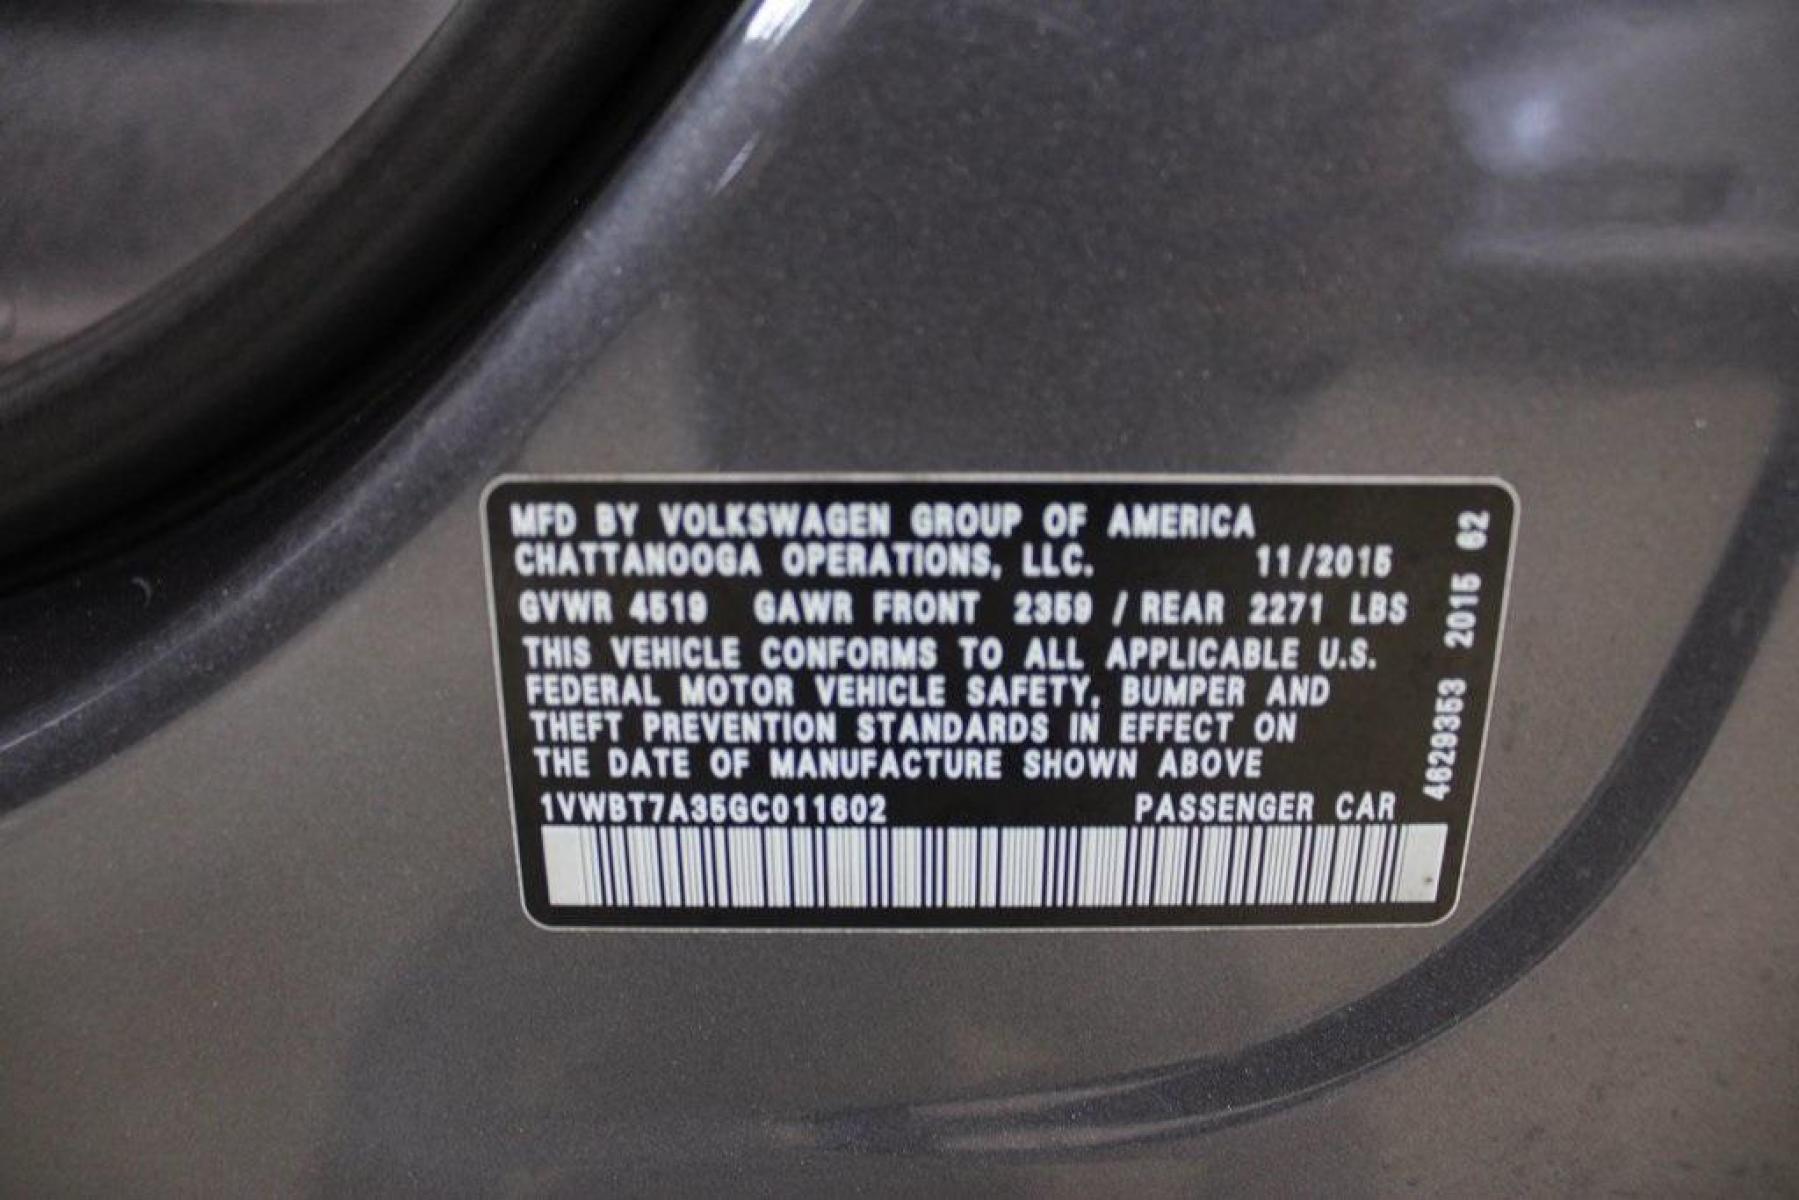 MFD BY VOLKSWAGEN GROUP OF AMERICA
CHATTANOOGA OPERATIONS, LLC. 11/2015
GVWR 4519 GAWR FRONT 2359 / REAR 2271 LBS
THIS VEHICLE CONFORMS TO ALL APPLICABLE U.S.
FEDERAL MOTOR VEHICLE SAFETY, BUMPER AND
THEFT PREVENTION STANDARDS IN EFFECT ON
THE DATE OF MANUFACTURE SHOWN ABOVE
1VWBT7A35GC011602 PASSENGER CAR
4629353 2015 62